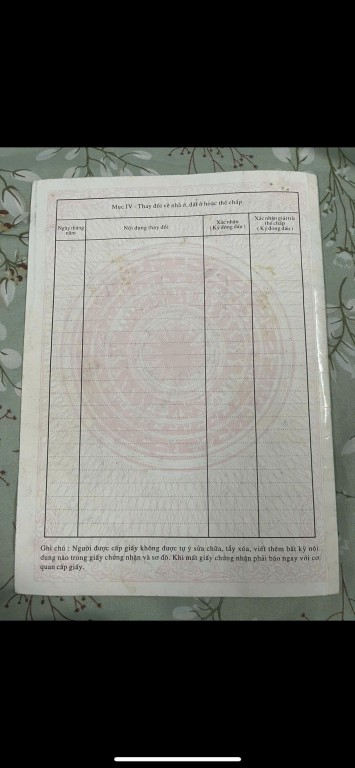 Mục IV - Thay đổi về nhà ở, đất ở hoặc thế chấp
Ngày tháng năm
Nội dung thay đổi
Xác nhận
(Ký đóng dấu)
Xác nhận giải trừ
thế chấp
(Ký đóng dấu)
Ghi chú : Người được cấp giấy không được tự ý sửa chữa, tẩy xóa, viết thêm bất kỳ nội
dung nào trong giấy chứng nhận và sơ đồ. Khi mất giấy chứng nhận phải báo ngay với cơ
quan cấp giấy.